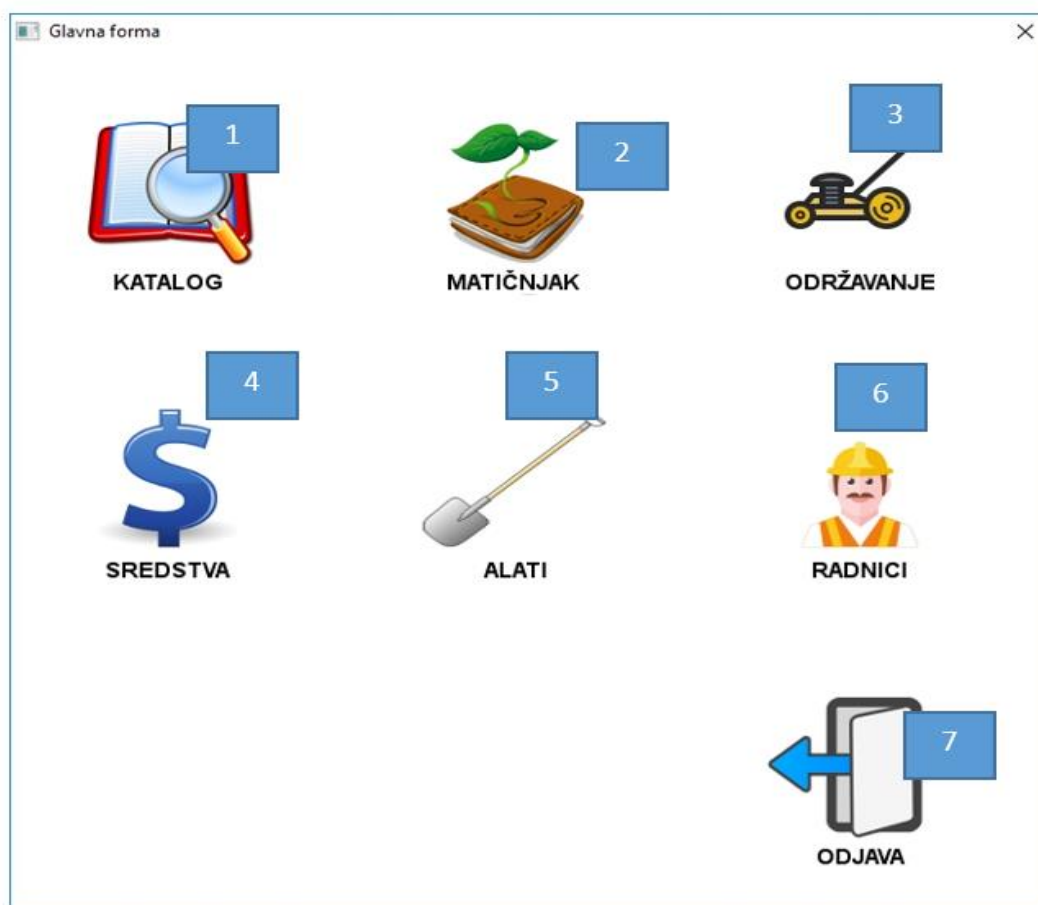 Glavna forma
1
2
3
KATALOG
MATIČNJAK
ODRŽAVANJE
4
5
6
SREDSTVA
ALATI
RADNICI
7
ODJAVA